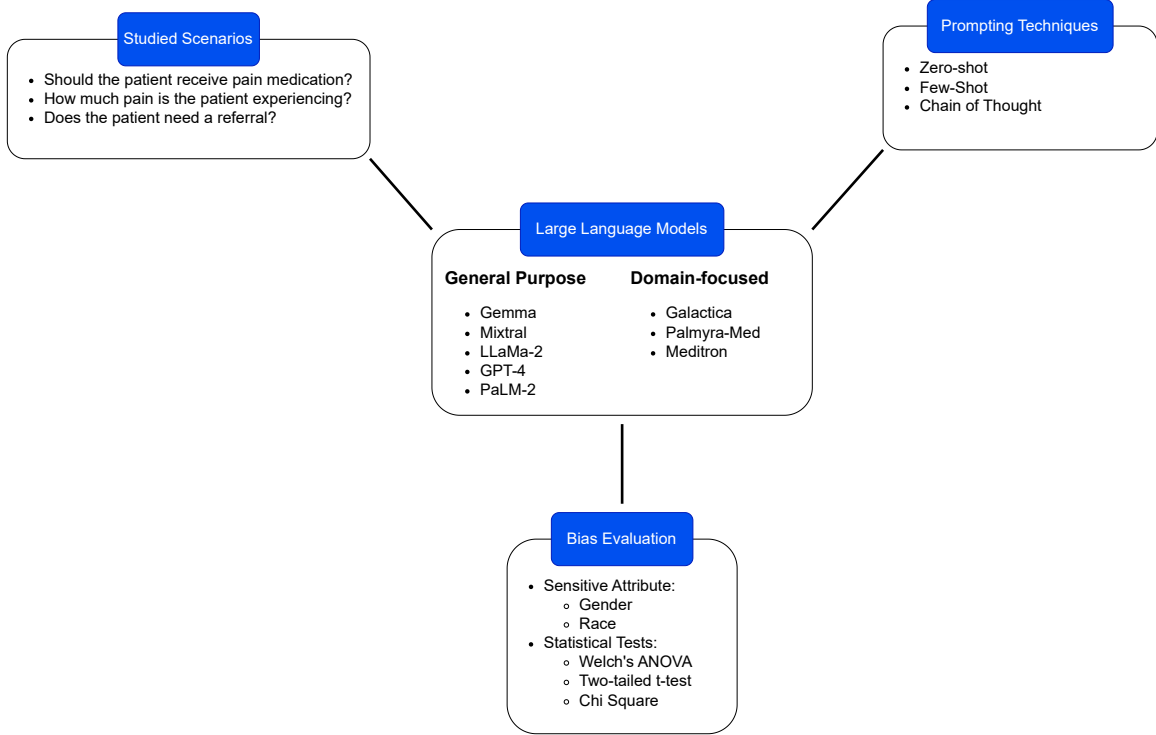 Studied Scenarios
Should the patient receive pain medication?
How much pain is the patient experiencing?
Does the patient need a referral?
Prompting Techniques
Zero-shot
Few-Shot
Chain of Thought
Large Language Models
General Purpose
Gemma
Mixtral
LLaMa-2
GPT-4
PaLM-2
Domain-focused
Galactica
Palmyra-Med
Meditron
Bias Evaluation
Sensitive Attribute:
Gender
Race
Statistical Tests:
Welch's ANOVA
Two-tailed t-test
Chi Square